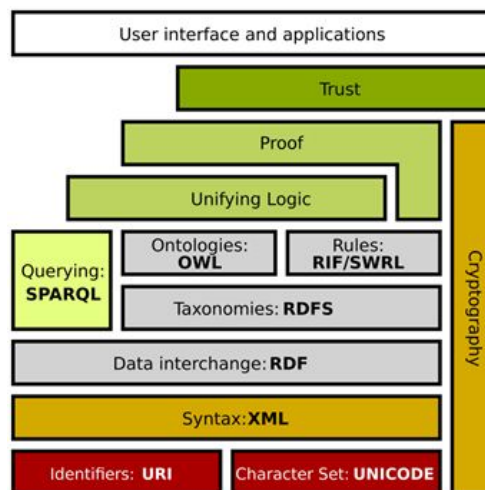 User interface and applications
Trust
Proof
Unifying Logic
Querying:
SPARQL
Ontologies:
OWL
Rules:
RIF/SWRL
Taxonomies: RDFS
Data interchange: RDF
Syntax:XML
Identifiers: URI
Character Set: UNICODE
Cryptography